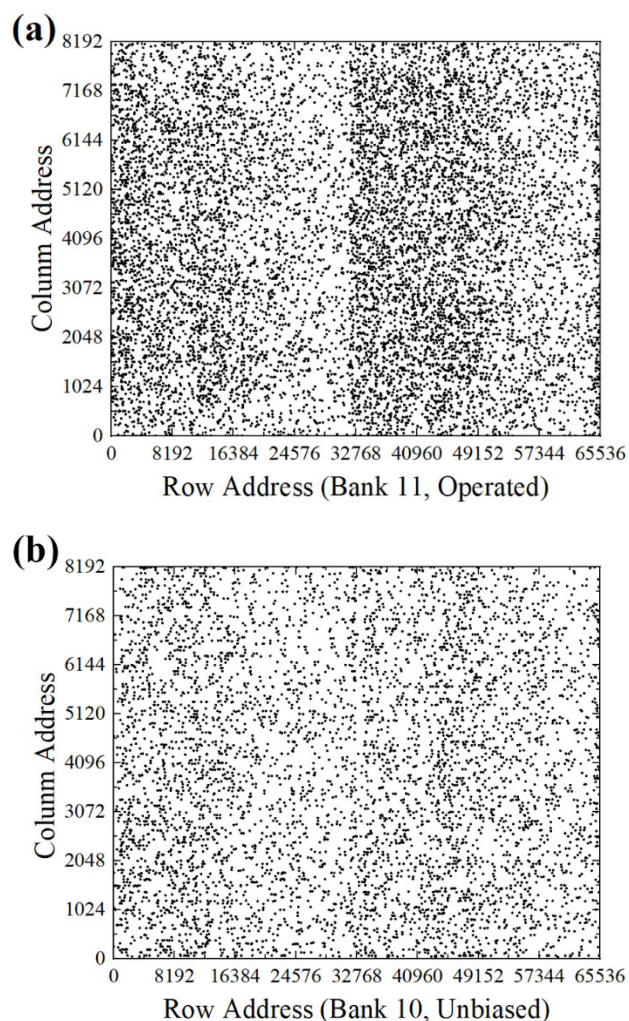 (a)
8192
7168
6144
5120
4096
3072
2048
1024
0
Colunm Address
0 8192 16384 24576 32768 40960 49152 57344 65536
Row Address (Bank 11, Operated)
(b)
8192
7168
6144
5120
4096
3072
2048
1024
0
Colunm Address
0 8192 16384 24576 32768 40960 49152 57344 65536
Row Address (Bank 10, Unbiased)